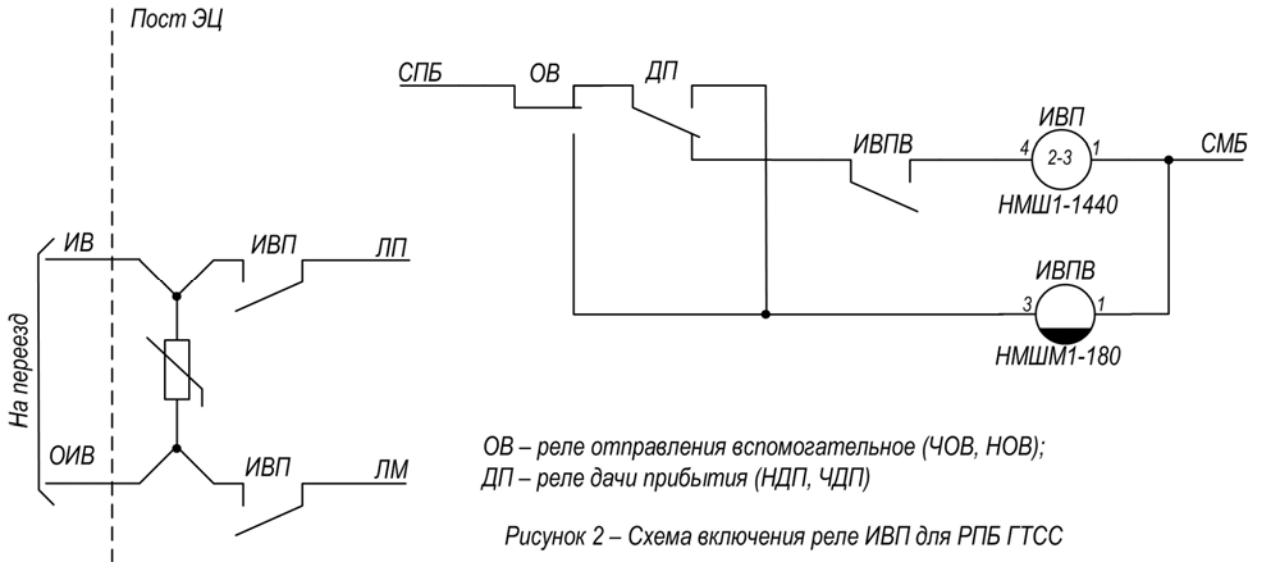 Пост ЭЦ
СПБ
ОВ
ДП
ИВПВ
ИВП
4
2-3
1
СМБ
НМШ1-1440
ИВ
ИВП
ЛП
ИВПВ
3
1
НМШМ1-180
На переезд
ОИВ
ИВП
ЛМ
ОВ – реле отправления вспомогательное (ЧОВ, НОВ);
ДП – реле дачи прибытия (НДП, ЧДП)
Рисунок 2 – Схема включения реле ИВП для РПБ ГТСС